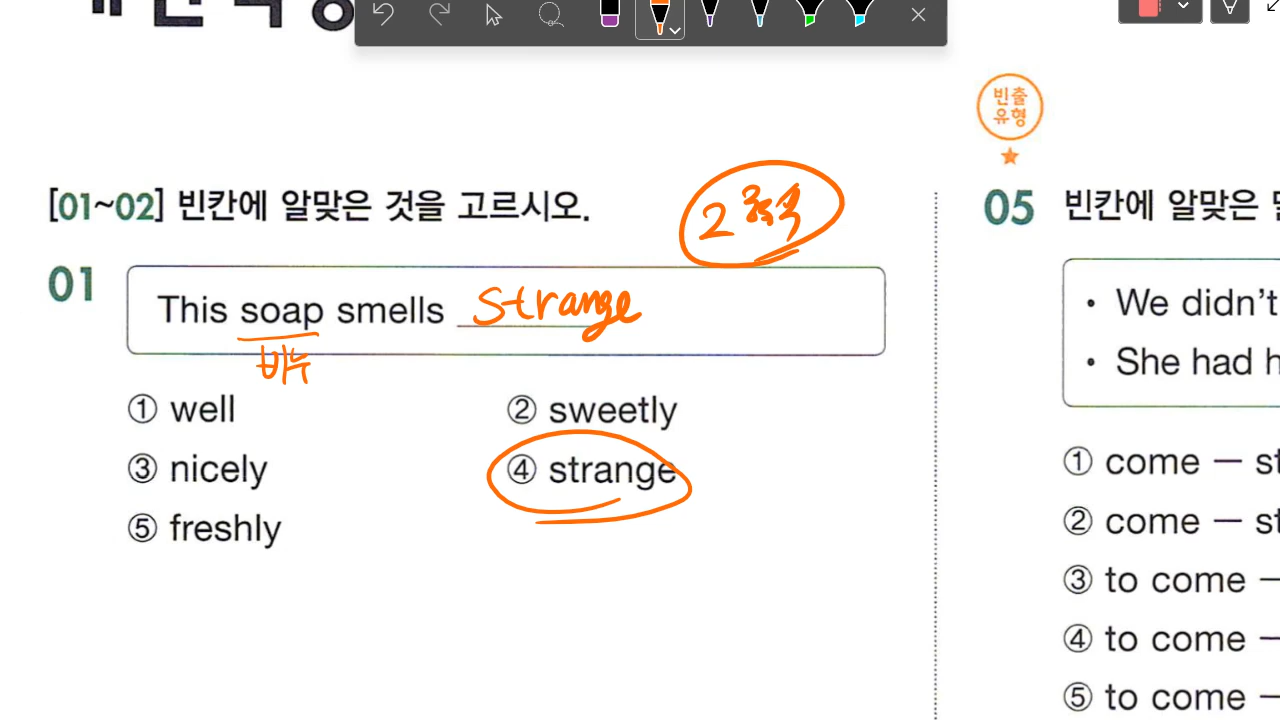 빈출
유형
[01~02] 빈칸에 알맞은 것을 고르시오.
2형식
01
This soap smells strange
비누
① well
② sweetly
③ nicely
④ strange
⑤ freshly
05 빈칸에 알맞은
• We didn't
• She had h
① come – st
② come – st
③ to come –
④ to come –
⑤ to come –